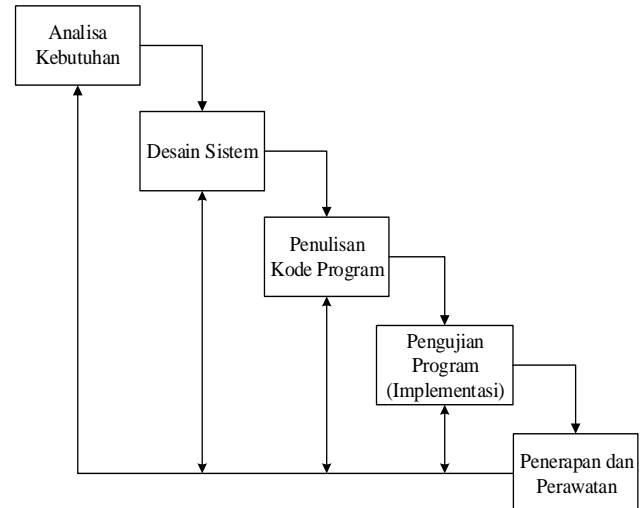 Analisa
Kebutuhan
Desain Sistem
Penulisan
Kode Program
Pengujian
Program
(Implementasi)
Penerapan dan
Perawatan